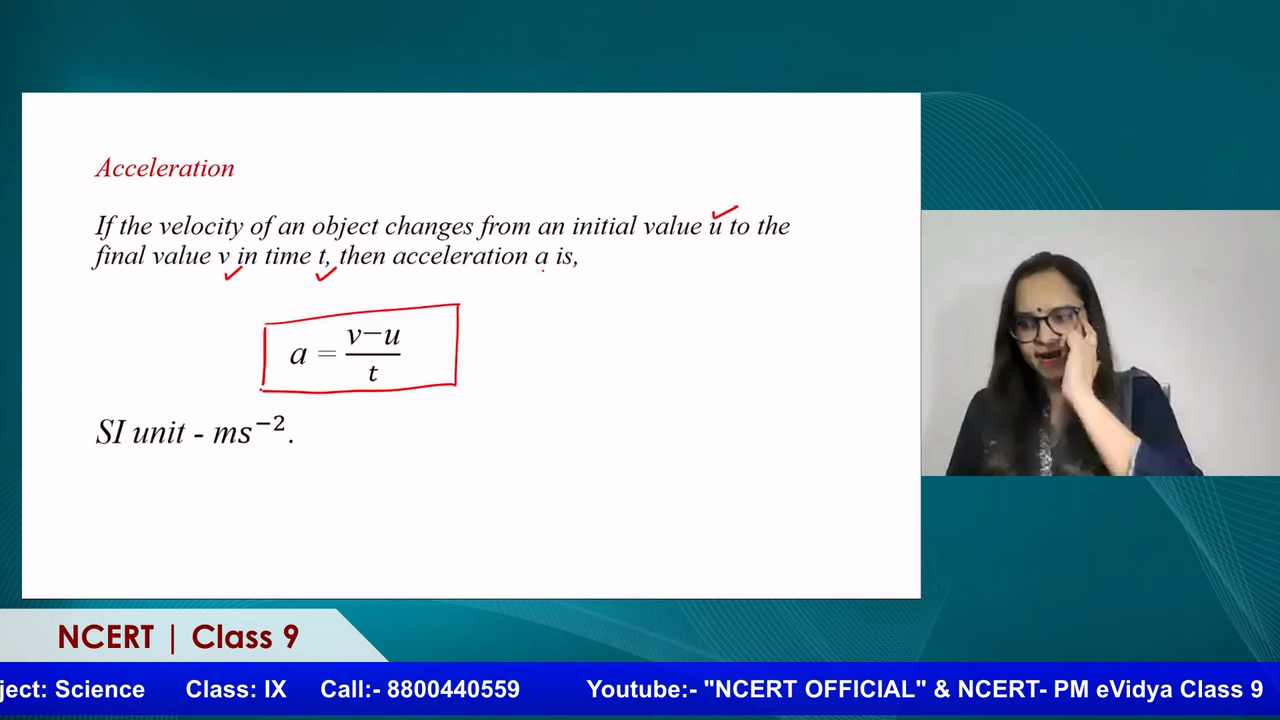 Acceleration
If the velocity of an object changes from an initial value u to the
final value v in time t, then acceleration a is,
a = v−u
t
SI unit - ms⁻².
NCERT | Class 9
ject: Science Class: IX Call:- 8800440559 Youtube:- "NCERT OFFICIAL" & NCERT- PM eVidya Class 9